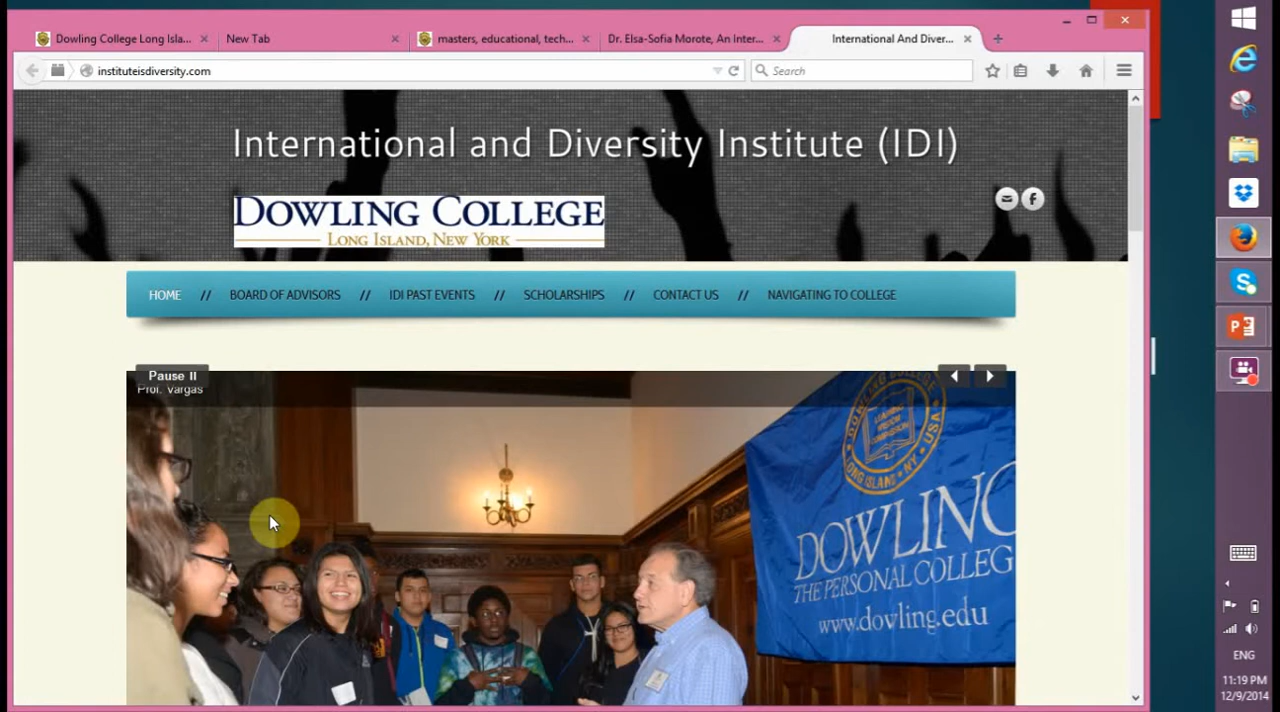 Dowling College Long Isla...
New Tab
masters, educational, tech...
Dr. Elsa-Sofia Morote, An Inter...
International And Diver...
instituteisdiversity.com
Search
International and Diversity Institute (IDI)
DOWLING COLLEGE
LONG ISLAND, NEW YORK
HOME // BOARD OF ADVISORS // IDI PAST EVENTS // SCHOLARSHIPS // CONTACT US // NAVIGATING TO COLLEGE
Pause II
Prof. Vargas
DOWLING COLLEGE
LEARNING
WISDOM
COMPASSION
LONG ISLAND, NY USA
DOWLING
THE PERSONAL COLLEG
www.dowling.edu
ENG
11:19 PM
12/9/2014